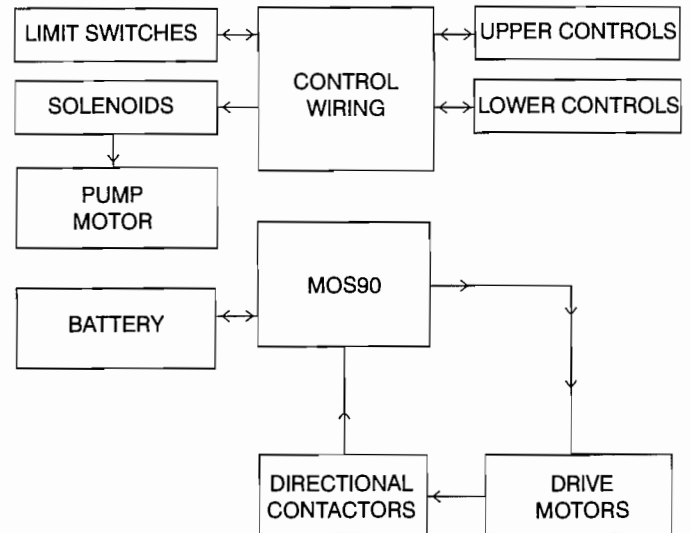 LIMIT SWITCHES
CONTROL
WIRING
UPPER CONTROLS
SOLENOIDS
LOWER CONTROLS
PUMP
MOTOR
MOS90
BATTERY
DIRECTIONAL
CONTACTORS
DRIVE
MOTORS